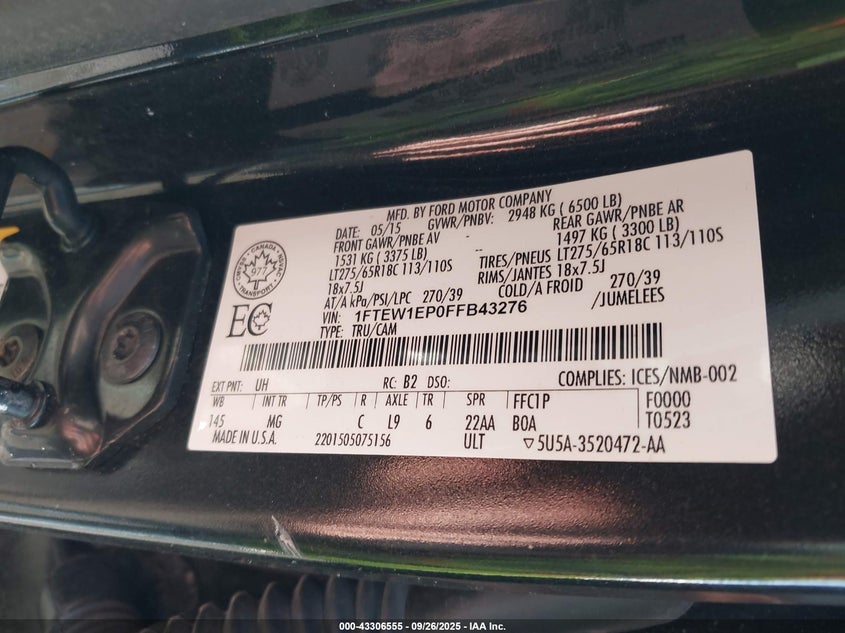 MFD. BY FORD MOTOR COMPANY
DATE: 05/15 GVWR/PNBV: 2948 KG ( 6500 LB)
FRONT GAWR/PNBE AV -- REAR GAWR/PNBE AR
1531 KG ( 3375 LB) -- 1497 KG ( 3300 LB)
LT275/65R18C 113/110S TIRES/PNEUS LT275/65R18C 113/110S
18x7.5J RIMS/JANTES 18x7.5J
AT/A kPa/PSI/LPC 270/39 COLD/A FROID 270/39
VIN: 1FTEW1EP0FFB43276 /JUMELEES
TYPE: TRU/CAM
CANADA
TRANSPORT
977
EC
EXT PNT: UH RC: B2 DSO: COMPLIES: ICES/NMB-002
WB INT TR TP/PS R AXLE TR SPR FFC1P F0000
145 MG C L9 6 22AA B0A T0523
MADE IN U.S.A. 2201505075156 ULT ▽5U5A-3520472-AA
000-43306555 - 09/26/2025 - IAA Inc.